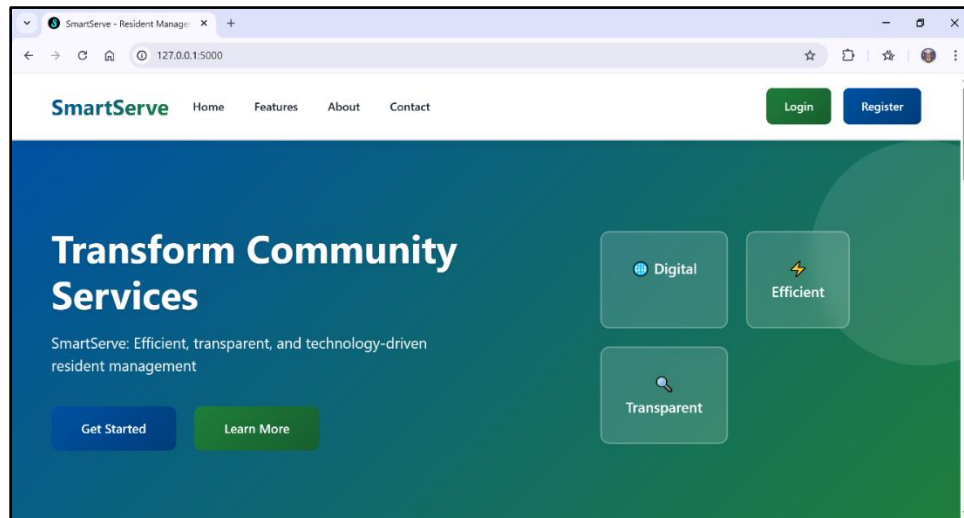 SmartServe - Resident Manage
127.0.0.1:5000
SmartServe Home Features About Contact Login Register
Transform Community
Services
SmartServe: Efficient, transparent, and technology-driven
resident management
Get Started Learn More
Digital
Efficient
Transparent